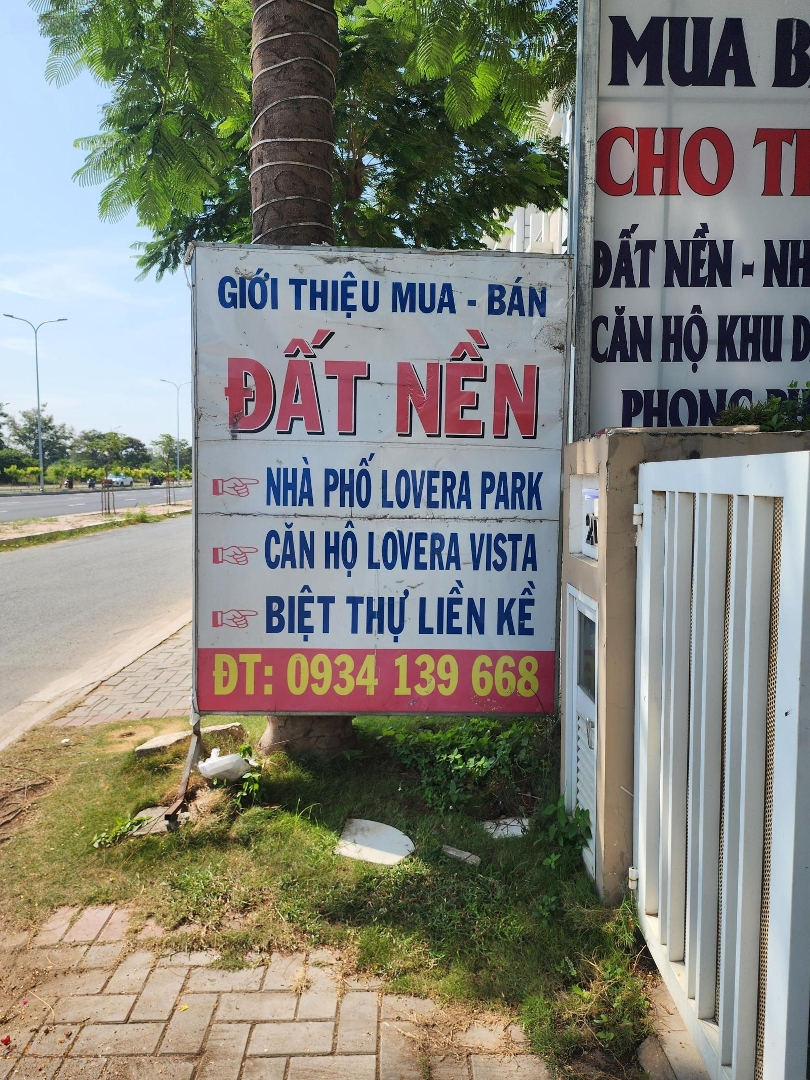 GIỚI THIỆU MUA - BÁN
ĐẤT NỀN
NHÀ PHỐ LOVERA PARK
CĂN HỘ LOVERA VISTA
BIỆT THỰ LIỀN KỀ
ĐT: 0934 139 668
MUA
CHO
ĐẤT NỀN - NH
CĂN HỘ KHU D
PHONG